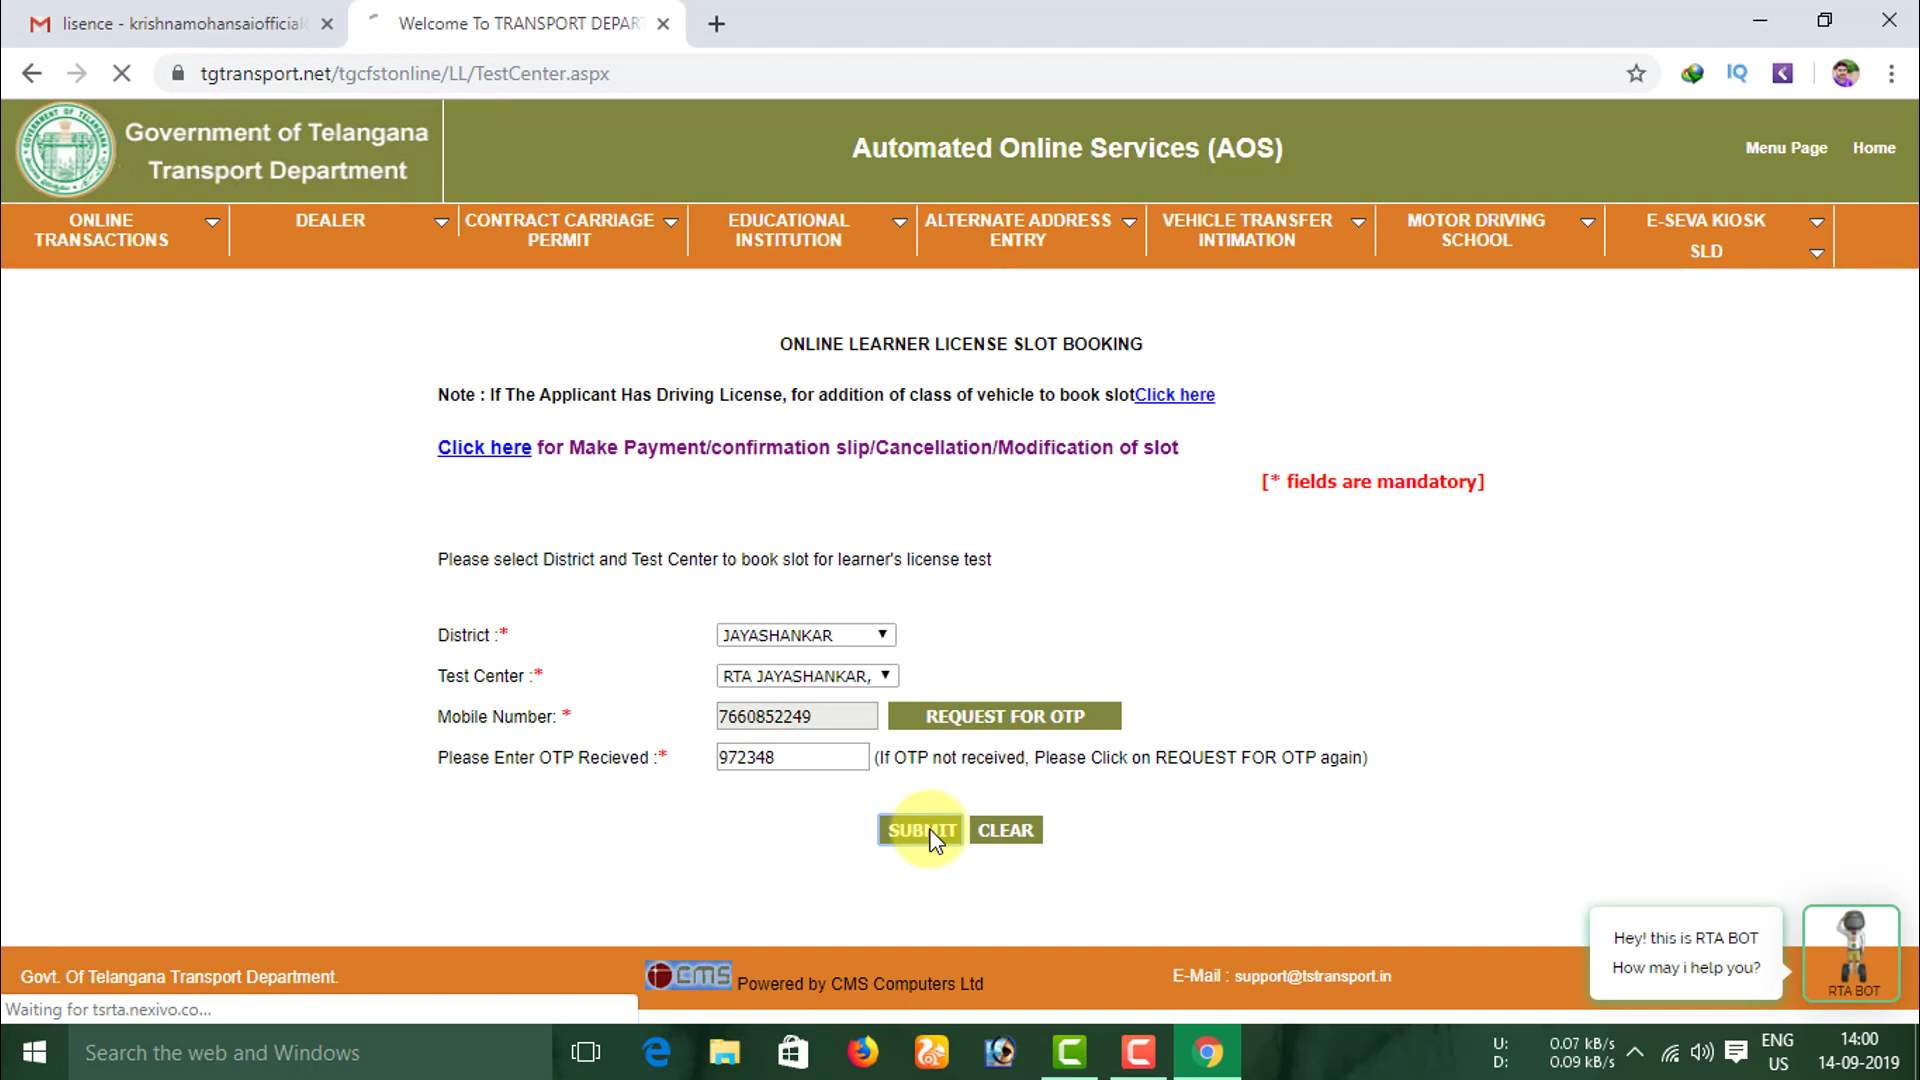 lisence - krishnamohansaiofficial
Welcome To TRANSPORT DEPAR
tgtransport.net/tgcfstonline/LL/TestCenter.aspx
IQ
Government of Telangana
Transport Department
Automated Online Services (AOS)
Menu Page Home
ONLINE TRANSACTIONS
DEALER
CONTRACT CARRIAGE PERMIT
EDUCATIONAL INSTITUTION
ALTERNATE ADDRESS ENTRY
VEHICLE TRANSFER INTIMATION
MOTOR DRIVING SCHOOL
E-SEVA KIOSK
SLD
ONLINE LEARNER LICENSE SLOT BOOKING
Note : If The Applicant Has Driving License, for addition of class of vehicle to book slotClick here
Click here for Make Payment/confirmation slip/Cancellation/Modification of slot
[* fields are mandatory]
Please select District and Test Center to book slot for learner's license test
District :* JAYASHANKAR
Test Center :* RTA JAYASHANKAR,
Mobile Number: * 7660852249 REQUEST FOR OTP
Please Enter OTP Recieved :* 972348 (If OTP not received, Please Click on REQUEST FOR OTP again)
SUBMIT CLEAR
Hey! this is RTA BOT
How may i help you?
RTA BOT
Govt. Of Telangana Transport Department.
CMS Powered by CMS Computers Ltd
E-Mail : support@tstransport.in
Waiting for tsrta.nexivo.co...
Search the web and Windows
U: 0.07 kB/s
D: 0.09 kB/s
ENG
US
14:00
14-09-2019